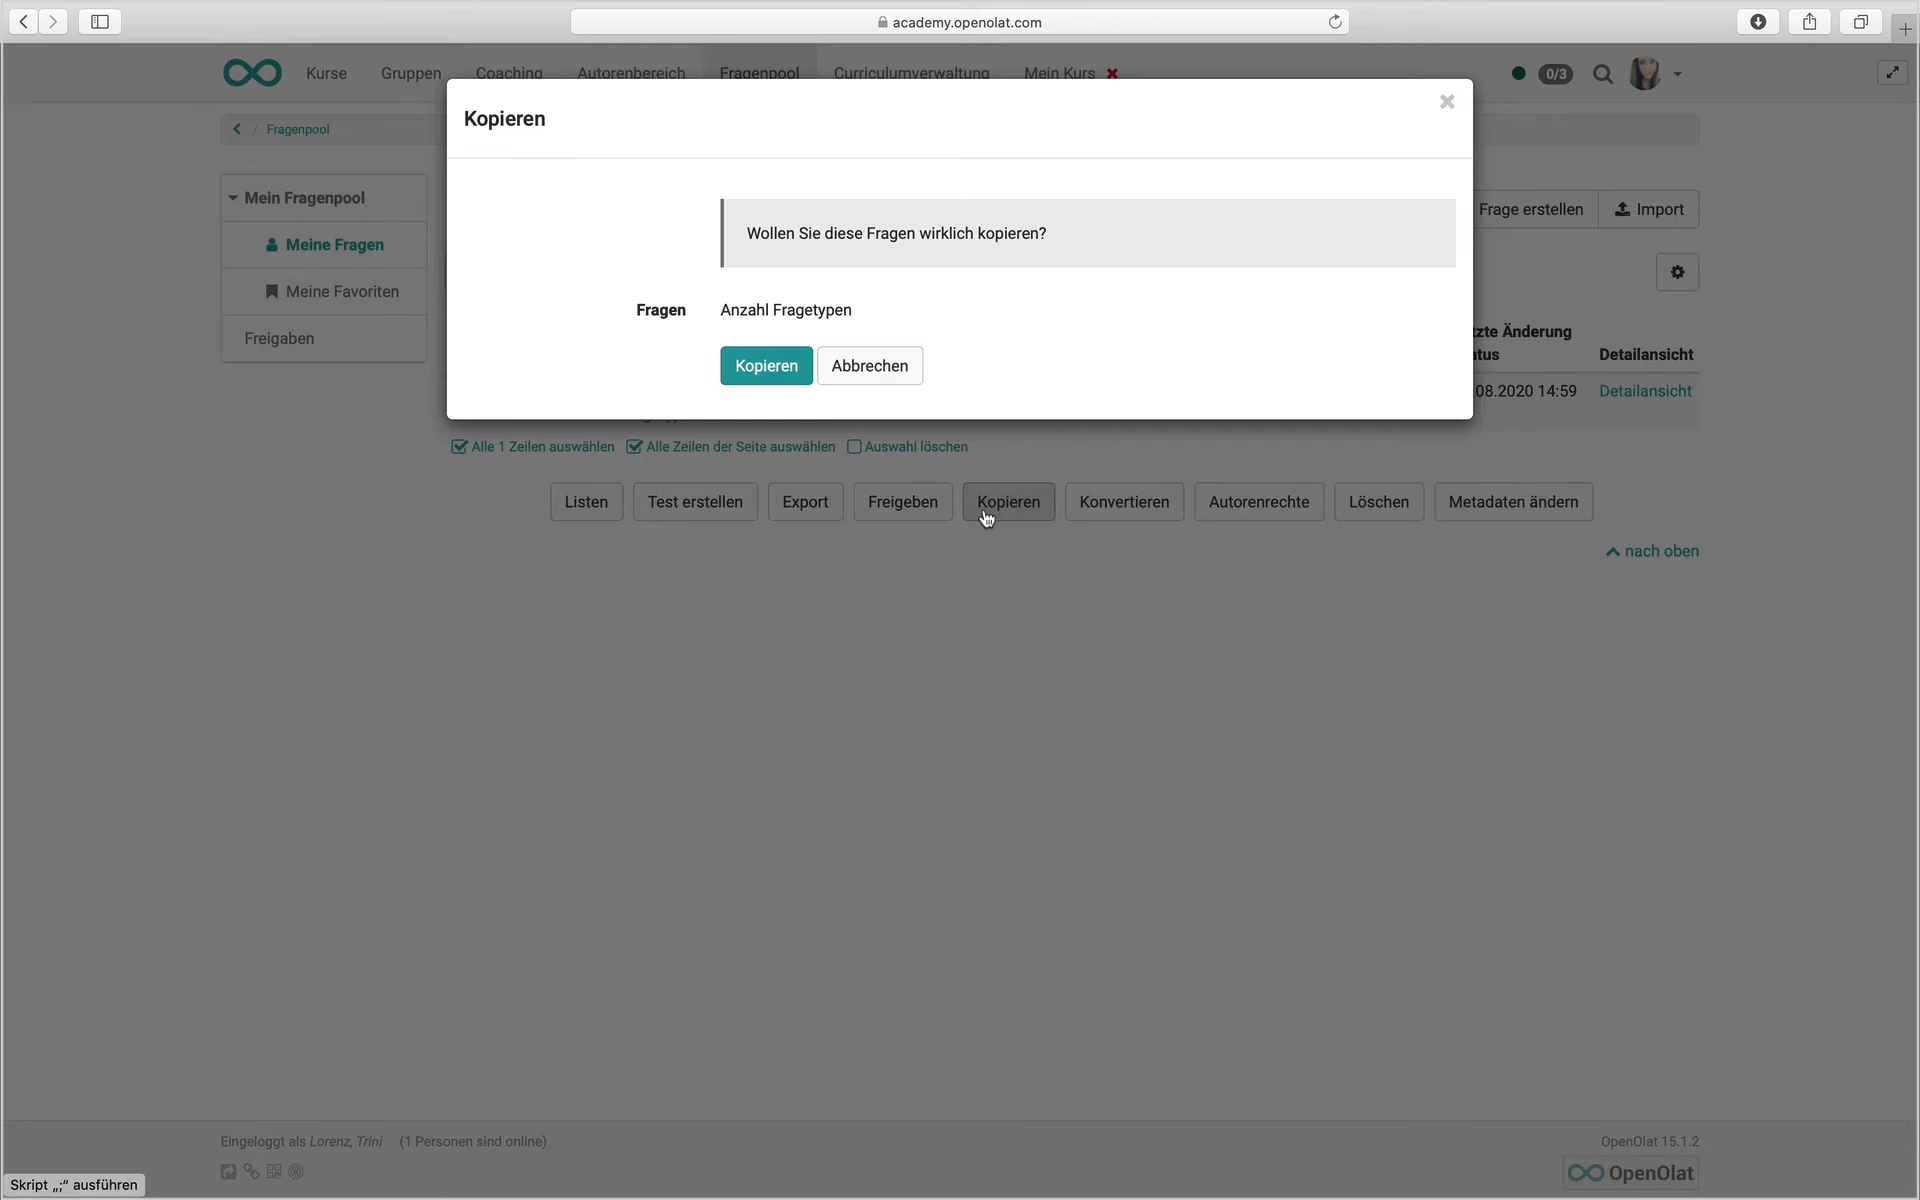 academy.openolat.com
Kurse Gruppen Coaching Autorenbereich Fragenpool Curriculumverwaltung Mein Kurs 0/3
Kopieren
/ Fragenpool
Mein Fragenpool
Meine Fragen
Meine Favoriten
Freigaben
Wollen Sie diese Fragen wirklich kopieren?
Frage erstellen Import
Fragen Anzahl Fragetypen
Kopieren Abbrechen
zte Änderung
tus Detailansicht
.08.2020 14:59 Detailansicht
Alle 1 Zeilen auswählen Alle Zeilen der Seite auswählen Auswahl löschen
Listen Test erstellen Export Freigeben Kopieren Konvertieren Autorenrechte Löschen Metadaten ändern
nach oben
Eingeloggt als Lorenz, Trini (1 Personen sind online)
OpenOlat 15.1.2
OpenOlat
Skript „;“ ausführen